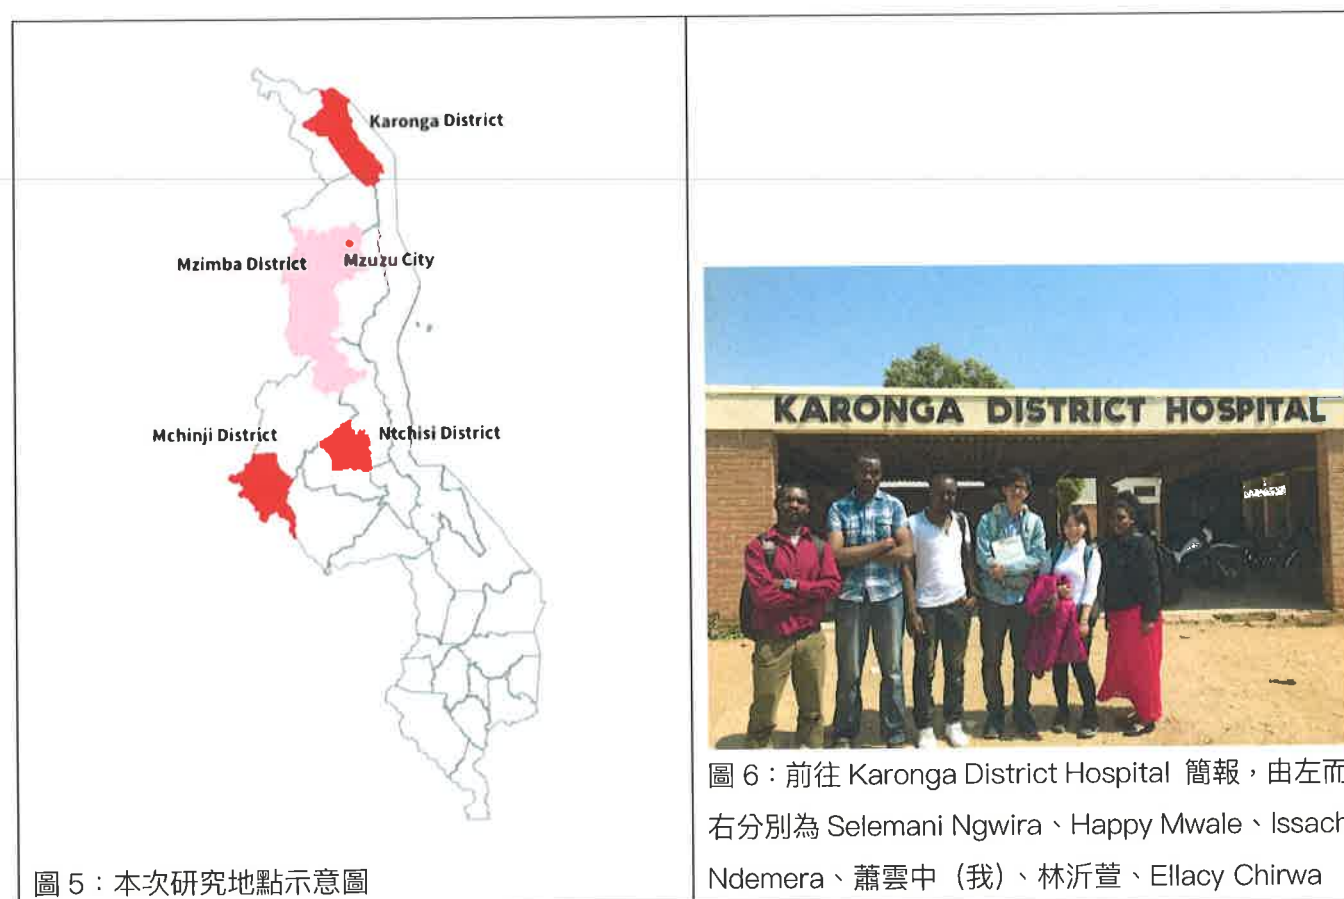 Karonga District
Mzimba District
Mzuzu City
Mchinji District
Ntchisi District
圖 5：本次研究地點示意圖
KARONGA DISTRICT HOSPITAL
圖 6：前往 Karonga District Hospital 簡報，由左而
右分別為 Selemani Ngwira、Happy Mwale、Issach
Ndemera、蕭雲中（我）、林沂萱、Ellacy Chirwa